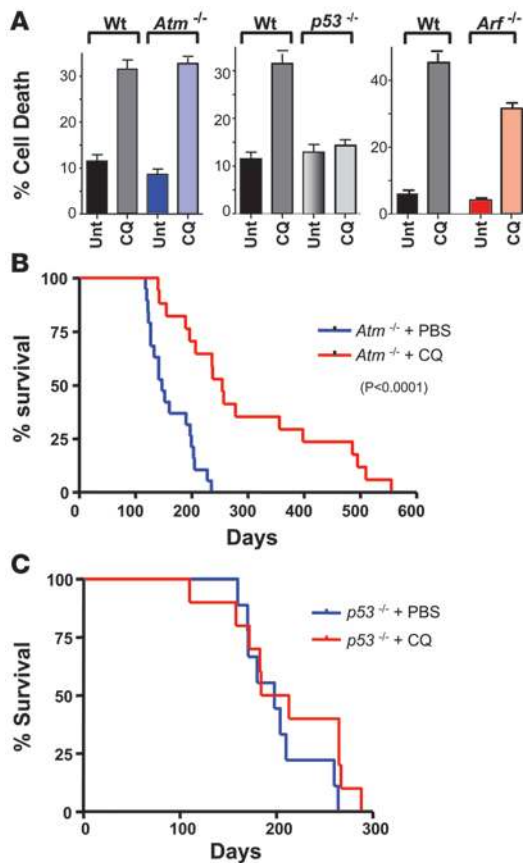 A
Wt Atm -/- Wt p53 -/- Wt Arf -/-
% Cell Death
30
20
10
0
30
20
10
0
40
20
0
Unt CQ Unt CQ Unt CQ Unt CQ Unt CQ Unt CQ
B
% survival
100
75
50
25
0
0 100 200 300 400 500 600
Days
Atm -/- + PBS
Atm -/- + CQ
(P<0.0001)
C
% Survival
100
75
50
25
0
0 100 200 300
Days
p53 -/- + PBS
p53 -/- + CQ